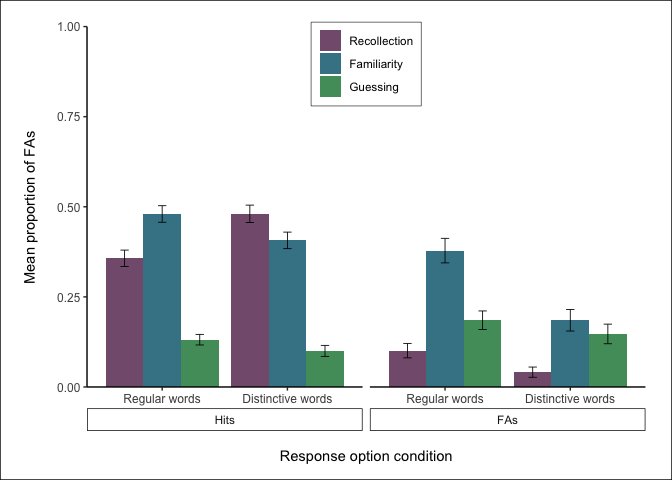 Recollection
Familiarity
Guessing
Mean proportion of FAs
1.00
0.75
0.50
0.25
0.00
Regular words
Distinctive words
Regular words
Distinctive words
Hits
FAs
Response option condition